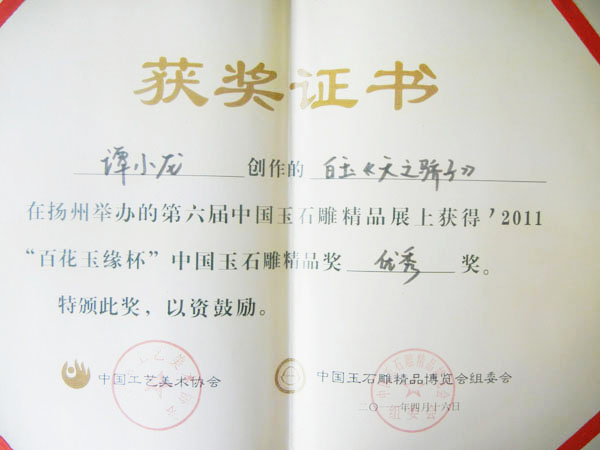 获奖证书
谭小龙 创作的 白玉《天之骄子》
在扬州举办的第六届中国玉石雕精品展上获得'2011
“百花玉缘杯”中国玉石雕精品奖 优秀 奖。
特颁此奖，以资鼓励。
中国工艺美术协会 中国玉石雕精品博览会组委会
二〇一一年四月十六日